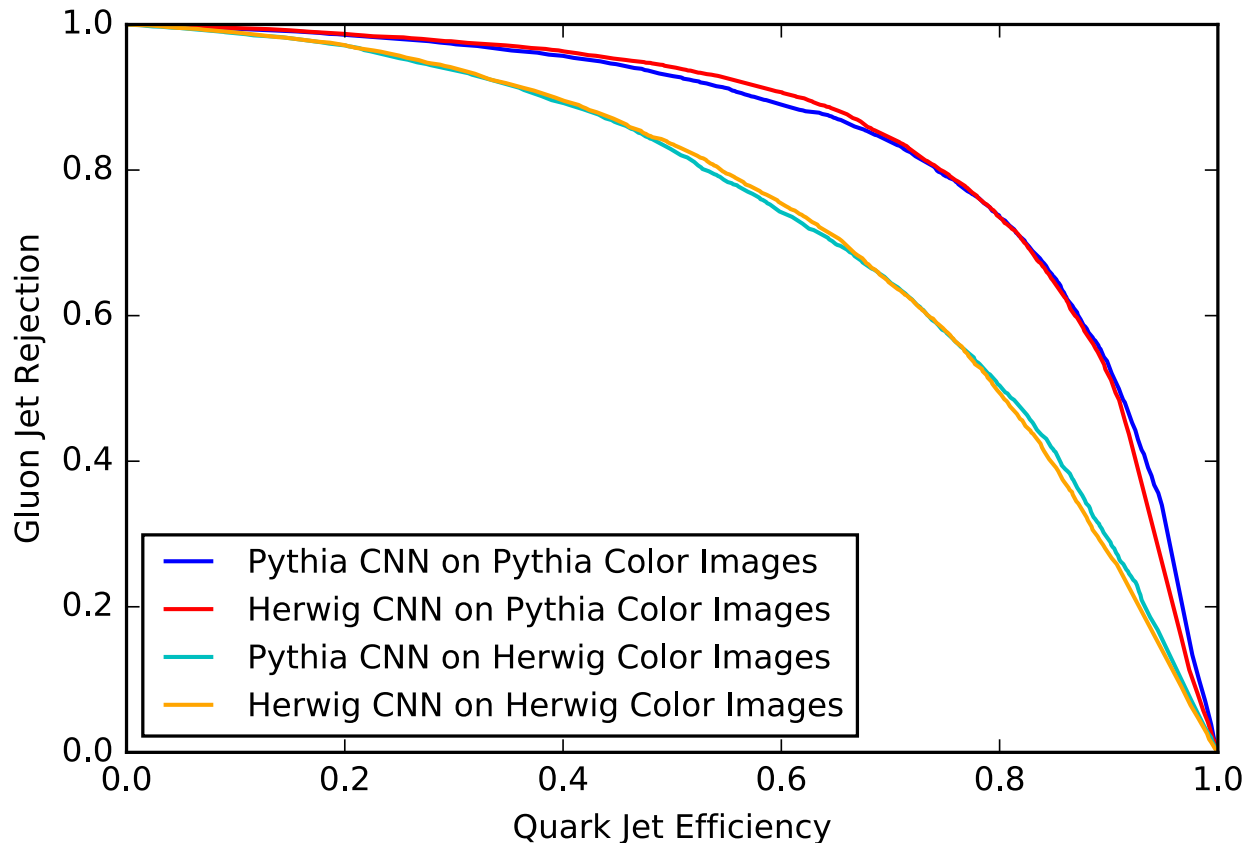 1.0
0.8
0.6
0.4
0.2
0.0
Gluon Jet Rejection
Pythia CNN on Pythia Color Images
Herwig CNN on Pythia Color Images
Pythia CNN on Herwig Color Images
Herwig CNN on Herwig Color Images
0.0 0.2 0.4 0.6 0.8 1.0
Quark Jet Efficiency